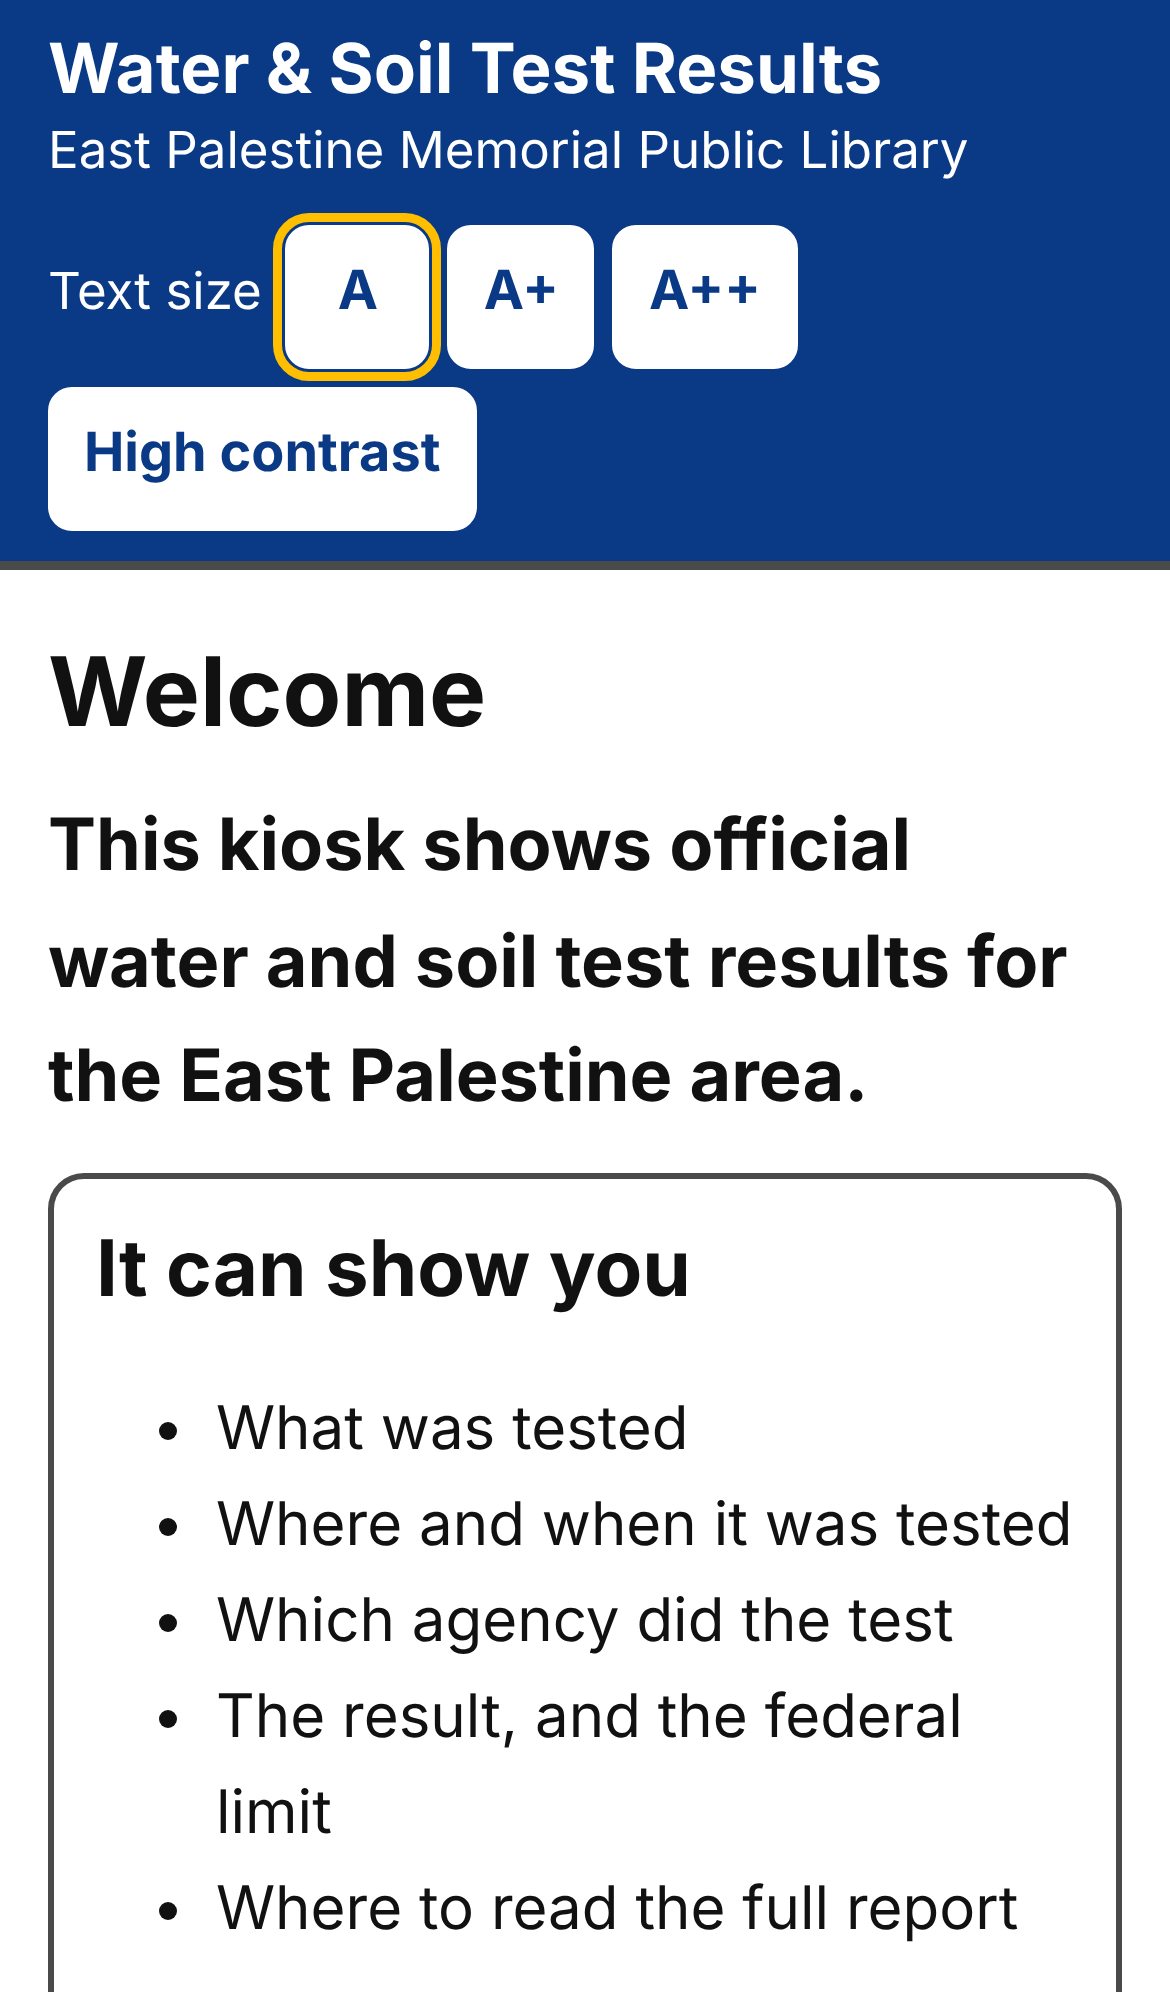 Water & Soil Test Results
East Palestine Memorial Public Library
Text size A A+ A++
High contrast
Welcome
This kiosk shows official
water and soil test results for
the East Palestine area.
It can show you
• What was tested
• Where and when it was tested
• Which agency did the test
• The result, and the federal
limit
• Where to read the full report